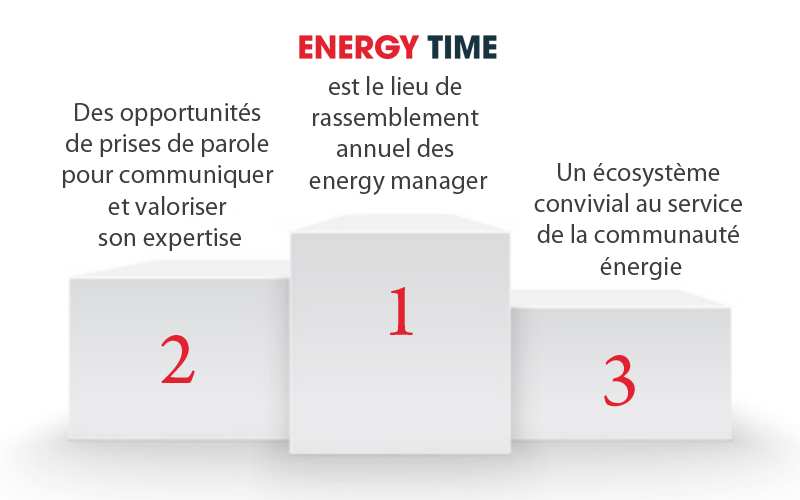 ENERGY TIME
est le lieu de
rassemblement
annuel des
energy manager
1
Des opportunités
de prises de parole
pour communiquer
et valoriser
son expertise
2
Un écosystème
convivial au service
de la communauté
énergie
3